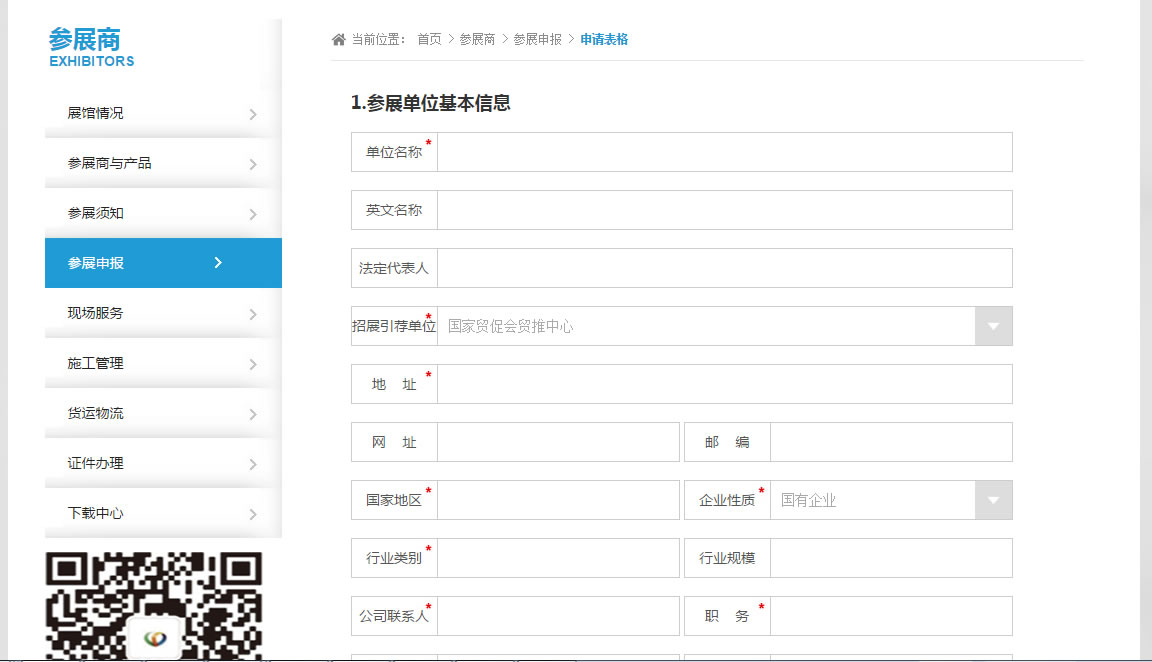 参展商
EXHIBITORS
展馆情况
参展商与产品
参展须知
参展申报
现场服务
施工管理
货运物流
证件办理
下载中心
当前位置： 首页 > 参展商 > 参展申报 > 申请表格
1.参展单位基本信息
单位名称*
英文名称
法定代表人
招展引荐单位* 国家贸促会贸推中心
地 址*
网 址 邮 编
国家地区* 企业性质* 国有企业
行业类别* 行业规模
公司联系人* 职 务*